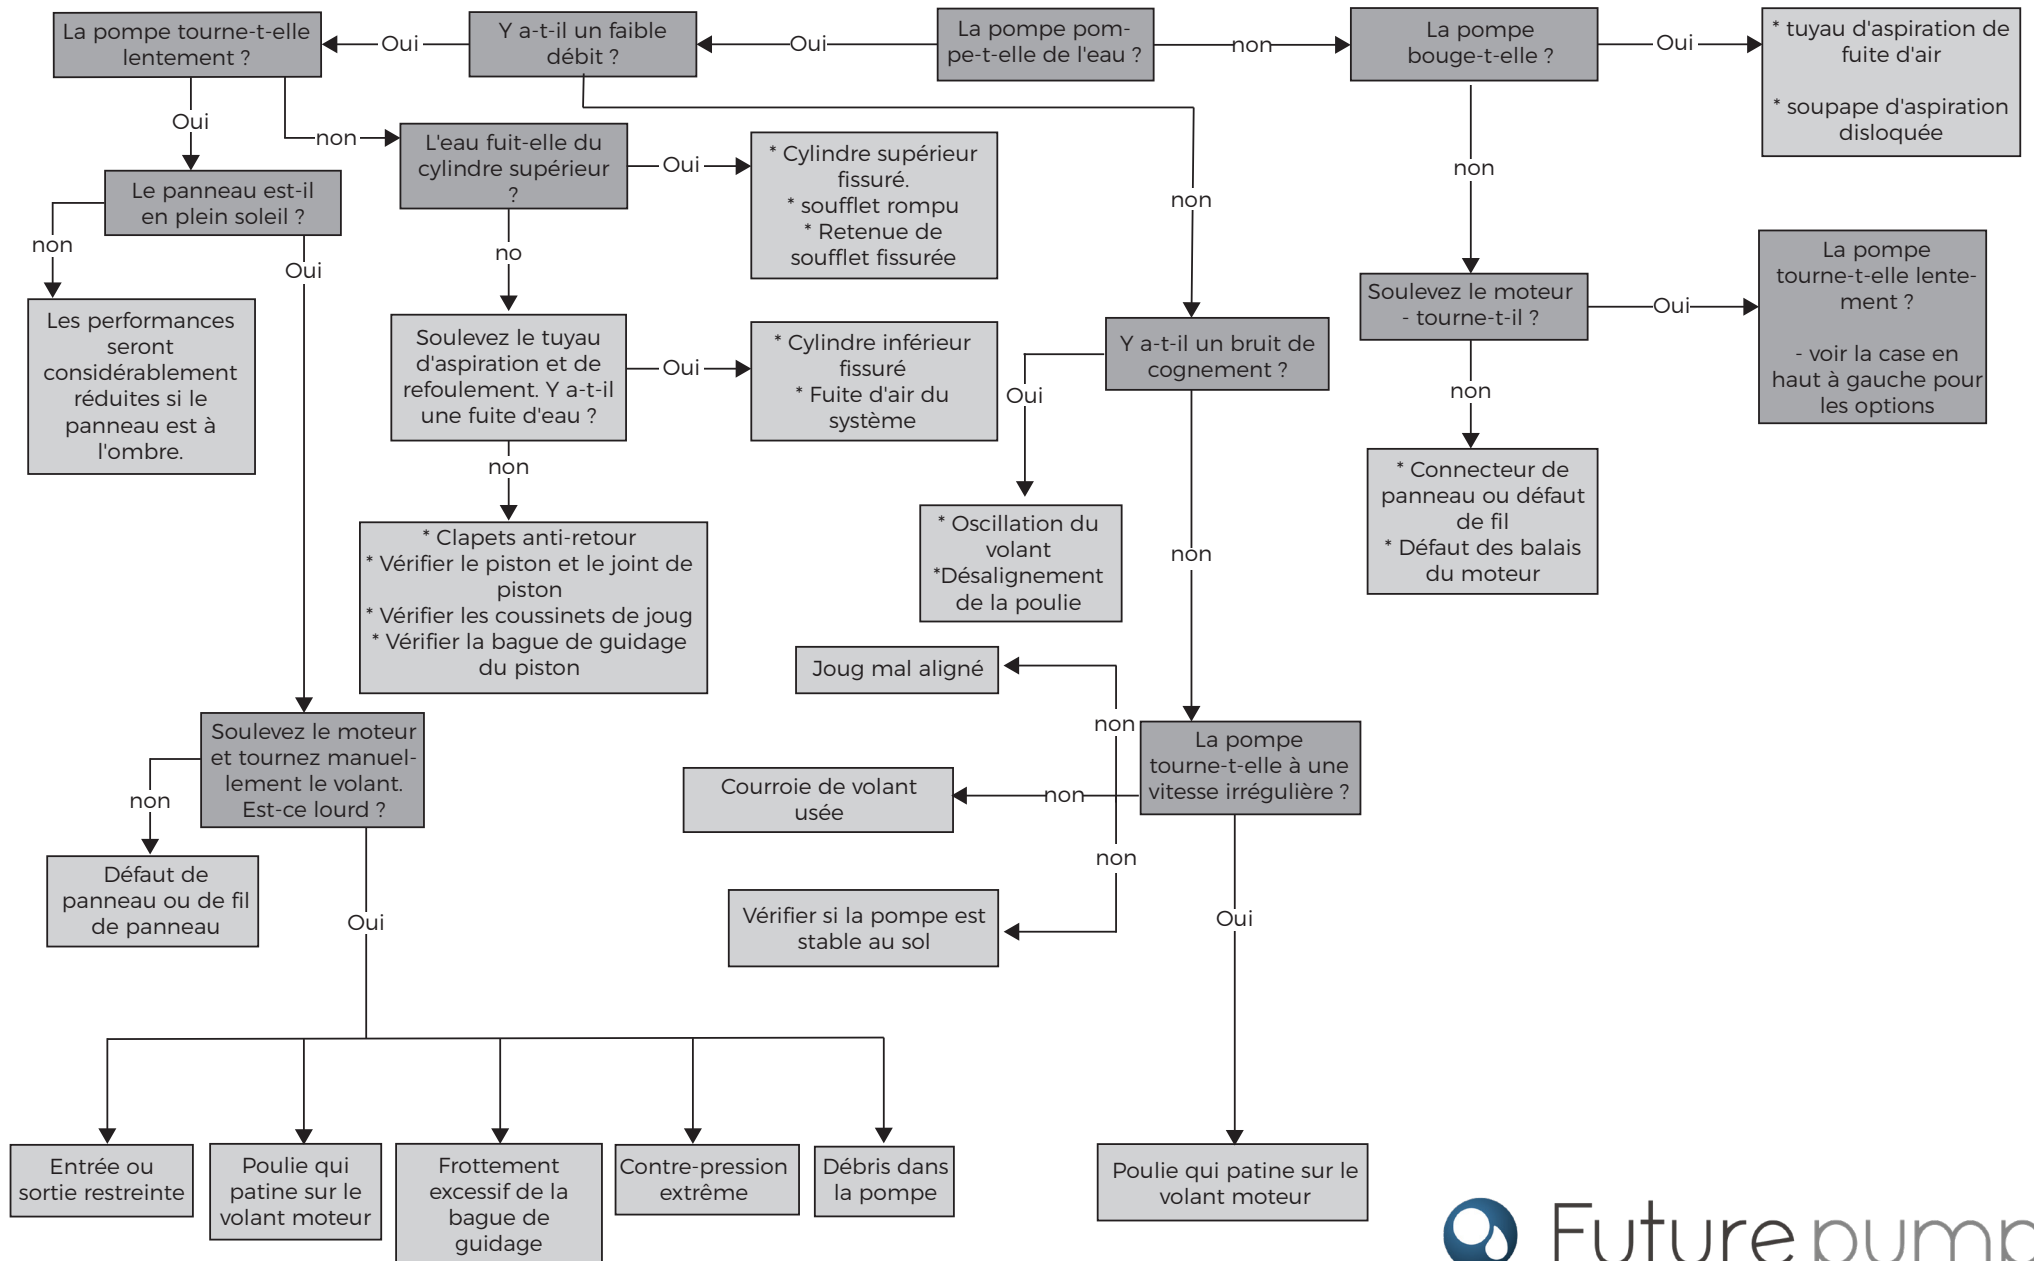 La pompe tourne-t-elle
lentement ?
Oui
Y a-t-il un faible
débit ?
Oui
La pompe pom-
pe-t-elle de l'eau ?
non
La pompe
bouge-t-elle ?
Oui
* tuyau d'aspiration de
fuite d'air
* soupape d'aspiration
disloquée
Oui
non
L'eau fuit-elle du
cylindre supérieur
?
Oui
* Cylindre supérieur
fissuré.
* soufflet rompu
* Retenue de
soufflet fissurée
non
non
Le panneau est-il
en plein soleil ?
non
Oui
no
Les performances
seront
considérablement
réduites si le
panneau est à
l'ombre.
Soulevez le tuyau
d'aspiration et de
refoulement. Y a-t-il
une fuite d'eau ?
Oui
* Cylindre inférieur
fissuré
* Fuite d'air du
système
Y a-t-il un bruit de
cognement ?
Oui
Soulevez le moteur
- tourne-t-il ?
Oui
La pompe
tourne-t-elle lente-
ment ?
- voir la case en
haut à gauche pour
les options
non
non
* Connecteur de
panneau ou défaut
de fil
* Défaut des balais
du moteur
* Clapets anti-retour
* Vérifier le piston et le joint de
piston
* Vérifier les coussinets de joug
* Vérifier la bague de guidage
du piston
* Oscillation du
volant
*Désalignement
de la poulie
non
Joug mal aligné
non
Soulevez le moteur
et tournez manuel-
lement le volant.
Est-ce lourd ?
non
Oui
Courroie de volant
usée
non
La pompe
tourne-t-elle à une
vitesse irrégulière ?
non
Défaut de
panneau ou de fil
de panneau
Vérifier si la pompe est
stable au sol
Oui
Entrée ou
sortie restreinte
Poulie qui
patine sur le
volant moteur
Frottement
excessif de la
bague de
guidage
Contre-pression
extrême
Débris dans
la pompe
Poulie qui patine sur le
volant moteur
Futurepump